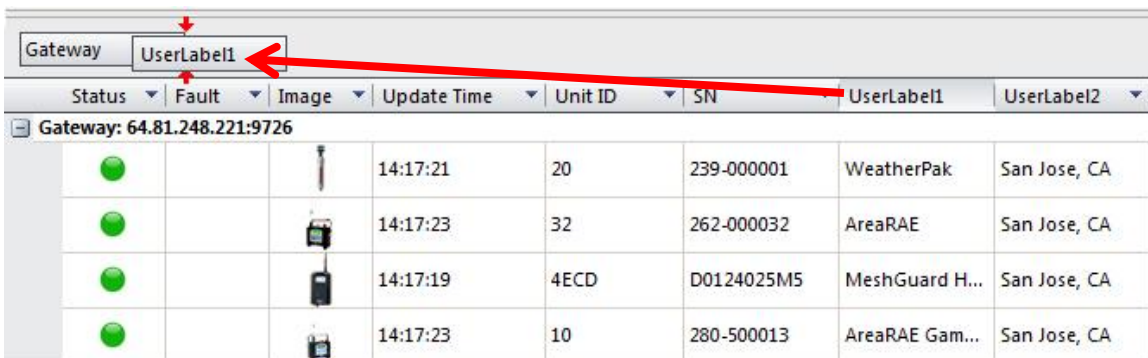 Gateway UserLabel1
Status Fault Image Update Time Unit ID SN UserLabel1 UserLabel2
Gateway: 64.81.248.221:9726
14:17:21 20 239-000001 WeatherPak San Jose, CA
14:17:23 32 262-000032 AreaRAE San Jose, CA
14:17:19 4ECD D0124025M5 MeshGuard H... San Jose, CA
14:17:23 10 280-500013 AreaRAE Gam... San Jose, CA